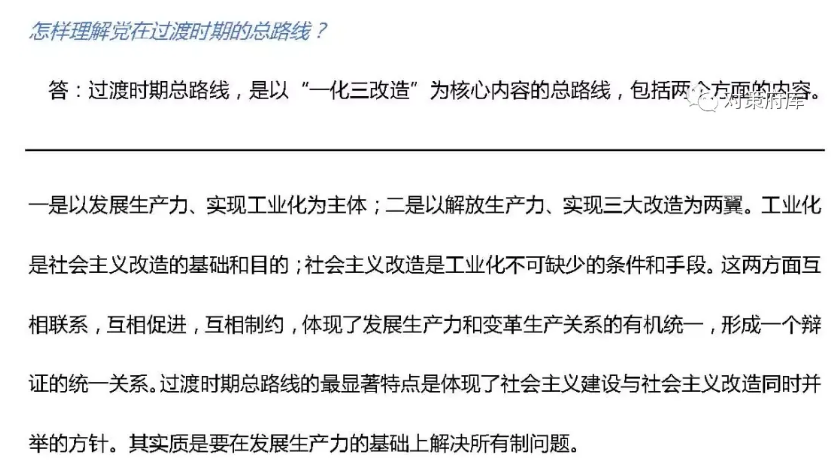 怎样理解党在过渡时期的总路线？
答：过渡时期总路线，是以“一化三改造”为核心内容的总路线，包括两个方面的内容。
对策府库
一是以发展生产力、实现工业化为主体；二是以解放生产力、实现三大改造为两翼。工业化
是社会主义改造的基础和目的；社会主义改造是工业化不可缺少的条件和手段。这两方面互
相联系，互相促进，互相制约，体现了发展生产力和变革生产关系的有机统一，形成一个辩
证的统一关系。过渡时期总路线的最显著特点是体现了社会主义建设与社会主义改造同时并
举的方针。其实质是要在发展生产力的基础上解决所有制问题。